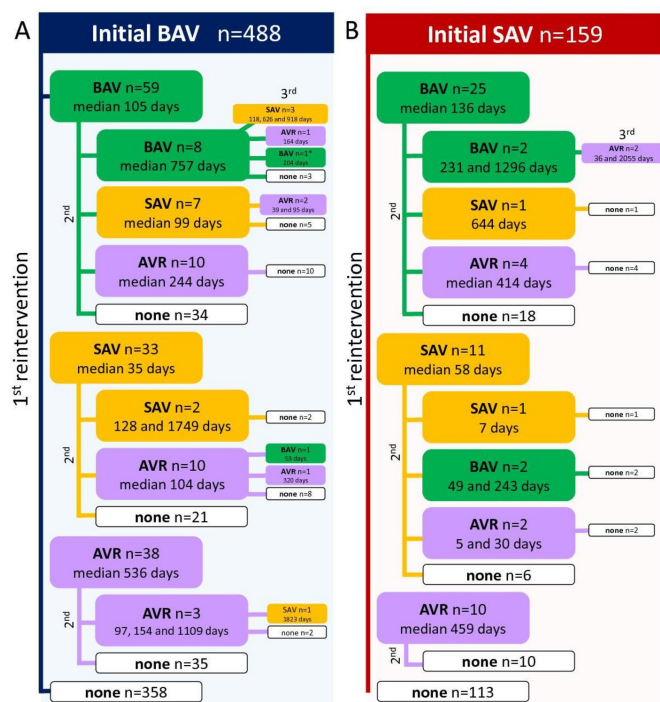 A
Initial BAV n=488
1st reintervention
BAV n=59
median 105 days
2nd
3rd
BAV n=8
median 757 days
SAV n=3
118, 626 and 918 days
AVR n=1
164 days
BAV n=1*
204 days
none n=3
SAV n=7
median 99 days
AVR n=2
39 and 95 days
none n=5
AVR n=10
median 244 days
none n=10
none n=34
SAV n=33
median 35 days
2nd
SAV n=2
128 and 1749 days
none n=2
AVR n=10
median 104 days
BAV n=1
55 days
AVR n=1
320 days
none n=8
none n=21
AVR n=38
median 536 days
2nd
AVR n=3
97, 154 and 1109 days
SAV n=1
3823 days
none n=2
none n=35
none n=358
B
Initial SAV n=159
1st reintervention
BAV n=25
median 136 days
2nd
3rd
BAV n=2
231 and 1296 days
AVR n=2
36 and 2055 days
SAV n=1
644 days
none n=1
AVR n=4
median 414 days
none n=4
none n=18
SAV n=11
median 58 days
2nd
SAV n=1
7 days
none n=1
BAV n=2
49 and 243 days
none n=2
AVR n=2
5 and 30 days
none n=2
none n=6
AVR n=10
median 459 days
2nd
none n=10
none n=113